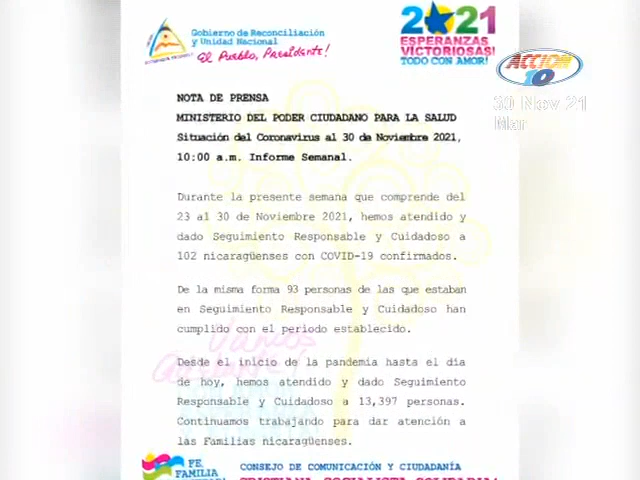 Gobierno de Reconciliación
y Unidad Nacional
El Pueblo, Presidente!
2021
ESPERANZAS
VICTORIOSAS!
TODO CON AMOR!
ACCION
10
30 Nov 21
Mar
NOTA DE PRENSA
MINISTERIO DEL PODER CIUDADANO PARA LA SALUD
Situación del Coronavirus al 30 de Noviembre 2021,
10:00 a.m. Informe Semanal.
Durante la presente semana que comprende del
23 al 30 de Noviembre 2021, hemos atendido y
dado Seguimiento Responsable y Cuidadoso a
102 nicaragüenses con COVID-19 confirmados.
De la misma forma 93 personas de las que estaban
en Seguimiento Responsable y Cuidadoso han
cumplido con el periodo establecido.
Desde el inicio de la pandemia hasta el día
de hoy, hemos atendido y dado Seguimiento
Responsable y Cuidadoso a 13,397 personas.
Continuamos trabajando para dar atención a
las Familias nicaragüenses.
FE,
FAMILIA
CONSEJO DE COMUNICACIÓN Y CIUDADANÍA
CRISTIANA, SOCIALISTA, SOLIDARIA!